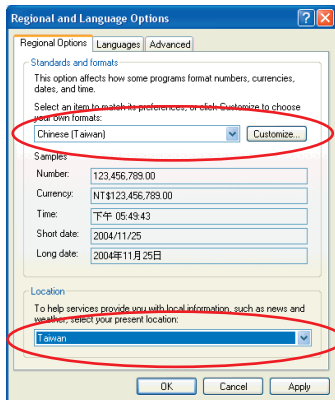 Regional and Language Options
Regional Options Languages Advanced
Standards and formats
This option affects how some programs format numbers, currencies,
dates, and time.
Select an item to match its preferences, or click Customize to choose
your own formats:
Chinese (Taiwan) Customize...
Samples
Number: 123,456,789.00
Currency: NT$123,456,789.00
Time: 下午 05:49:43
Short date: 2004/11/25
Long date: 2004年11月25日
Location
To help services provide you with local information, such as news and
weather, select your present location:
Taiwan
OK Cancel Apply